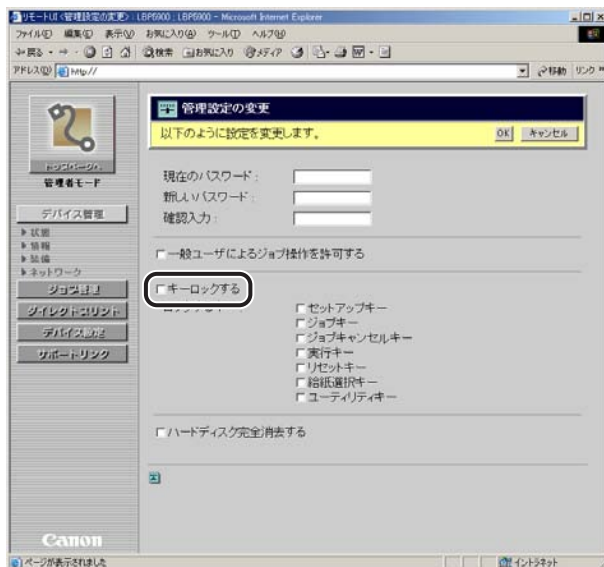 リモートUI <管理設定の変更> : LBP5900 : LBP5900 - Microsoft Internet Explorer
ファイル(F) 編集(E) 表示(V) お気に入り(A) ツール(T) ヘルプ(H)
戻る 検索 お気に入り メディア
アドレス(D) http:// 移動 リンク »
管理設定の変更
以下のように設定を変更します。 OK キャンセル
トップページへ
管理者モード
デバイス管理
状態
情報
装備
ネットワーク
ジョブ管理
ダイレクトプリント
デバイス設定
サポートリンク
現在のパスワード :
新しいパスワード :
確認入力 :
一般ユーザによるジョブ操作を許可する
キーロックする
セットアップキー
ジョブキー
ジョブキャンセルキー
実行キー
リセットキー
給紙選択キー
ユーティリティキー
ハードディスク完全消去する
Canon
ページが表示されました イントラネット